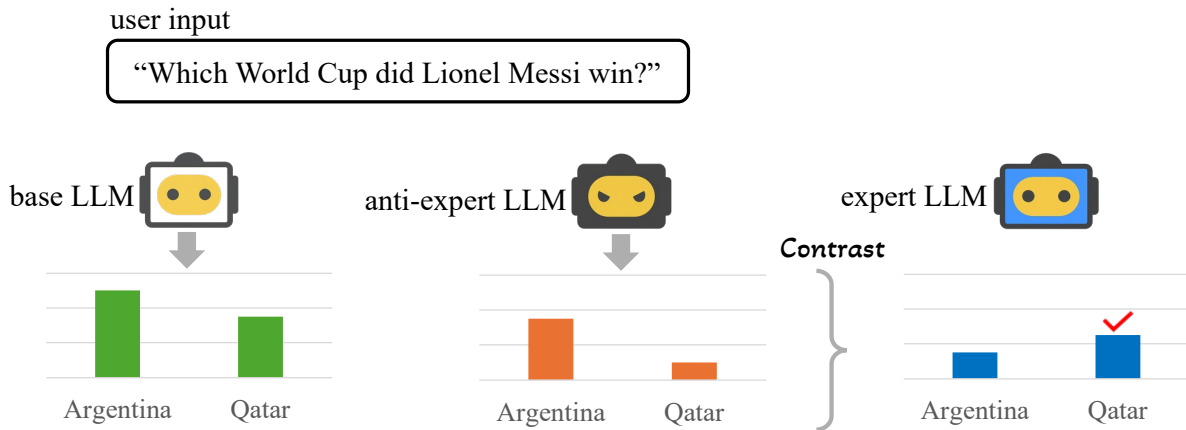 user input
“Which World Cup did Lionel Messi win?”
base LLM
anti-expert LLM
expert LLM
Contrast
Argentina
Qatar
Argentina
Qatar
Argentina
Qatar